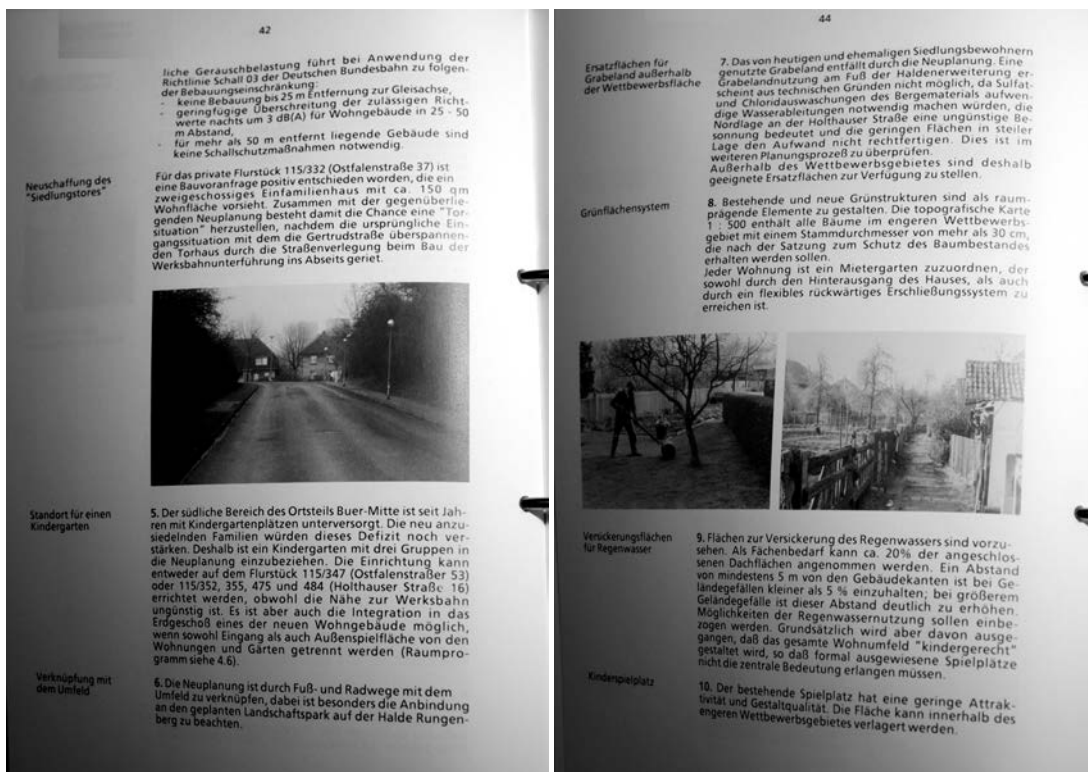 42
liche Geräuschbelastung führt bei Anwendung der
Richtlinie Schall 03 der Deutschen Bundesbahn zu folgen-
der Bebauungseinschränkung:
- keine Bebauung bis 25 m Entfernung zur Gleisachse,
- geringfügige Überschreitung der zulässigen Richt-
werte nachts um 3 dB(A) für Wohngebäude in 25 - 50
m Abstand,
- für mehr als 50 m entfernt liegende Gebäude sind
keine Schallschutzmaßnahmen notwendig.
Neuschaffung des
"Siedlungstores"
Für das private Flurstück 115/332 (Ostfalenstraße 37) ist
eine Bauvoranfrage positiv entschieden worden, die ein
zweigeschossiges Einfamilienhaus mit ca. 150 qm
Wohnfläche vorsieht. Zusammen mit der gegenüberlie-
genden Neuplanung besteht damit die Chance eine "Tor-
situation" herzustellen, nachdem die ursprüngliche Ein-
gangssituation mit dem die Gertrudstraße überspannen-
den Torhaus durch die Straßenverlegung beim Bau der
Werksbahnunterführung ins Abseits geriet.
Standort für einen
Kindergarten
5. Der südliche Bereich des Ortsteils Buer-Mitte ist seit Jah-
ren mit Kindergartenplätzen unterversorgt. Die neu anzu-
siedelnden Familien würden dieses Defizit noch ver-
stärken. Deshalb ist ein Kindergarten mit drei Gruppen in
die Neuplanung einzubeziehen. Die Einrichtung kann
entweder auf dem Flurstück 115/347 (Ostfalenstraßer 53)
oder 115/352, 355, 475 und 484 (Holthauser Straße 16)
errichtet werden, obwohl die Nähe zur Werksbahn
ungünstig ist. Es ist aber auch die Integration in das
Erdgeschoß eines der neuen Wohngebäude möglich,
wenn sowohl Eingang als auch Außenspielfläche von den
Wohnungen und Gärten getrennt werden (Raumpro-
gramm siehe 4.6).
Verknüpfung mit
dem Umfeld
6. Die Neuplanung ist durch Fuß- und Radwege mit dem
Umfeld zu verknüpfen, dabei ist besonders die Anbindung
an den geplanten Landschaftspark auf der Halde Rungen-
berg zu beachten.
44
Ersatzflächen für
Grabeland außerhalb
der Wettbewerbsfläche
7. Das von heutigen und ehemaligen Siedlungsbewohnern
genutzte Grabeland entfällt durch die Neuplanung. Eine
Grabelandnutzung am Fuß der Haldenerweiterung er-
scheint aus technischen Gründen nicht möglich, da Sulfat-
und Chloridauswaschungen des Bergematerials aufwen-
dige Wasserableitungen notwendig machen würden, die
Nordlage an der Holthauser Straße eine ungünstige Be-
sonnung bedeutet und die geringen Flächen in steiler
Lage den Aufwand nicht rechtfertigen. Dies ist im
weiteren Planungsprozeß zu überprüfen.
Außerhalb des Wettbewerbsgebietes sind deshalb
geeignete Ersatzflächen zur Verfügung zu stellen.
Grünflächensystem
8. Bestehende und neue Grünstrukturen sind als raum-
prägende Elemente zu gestalten. Die topografische Karte
1 : 500 enthält alle Bäume im engeren Wettbewerbs-
gebiet mit einem Stammdurchmesser von mehr als 30 cm,
die nach der Satzung zum Schutz des Baumbestandes
erhalten werden sollen.
Jeder Wohnung ist ein Mietergarten zuzuordnen, der
sowohl durch den Hinterausgang des Hauses, als auch
durch ein flexibles rückwärtiges Erschließungssystem zu
erreichen ist.
Versickerungsflächen
für Regenwasser
9. Flächen zur Versickerung des Regenwassers sind vorzu-
sehen. Als Fächenbedarf kann ca. 20% der angeschlos-
senen Dachflächen angenommen werden. Ein Abstand
von mindestens 5 m von den Gebäudekanten ist bei Ge-
ländegefällen kleiner als 5 % einzuhalten; bei größerem
Geländegefälle ist dieser Abstand deutlich zu erhöhen.
Möglichkeiten der Regenwassernutzung sollen einbe-
zogen werden. Grundsätzlich wird aber davon ausge-
gangen, daß das gesamte Wohnumfeld "kindergerecht"
gestaltet wird, so daß formal ausgewiesene Spielplätze
nicht die zentrale Bedeutung erlangen müssen.
Kinderspielplatz
10. Der bestehende Spielplatz hat eine geringe Attrak-
tivität und Gestaltqualität. Die Fläche kann innerhalb des
engeren Wettbewerbsgebietes verlagert werden.